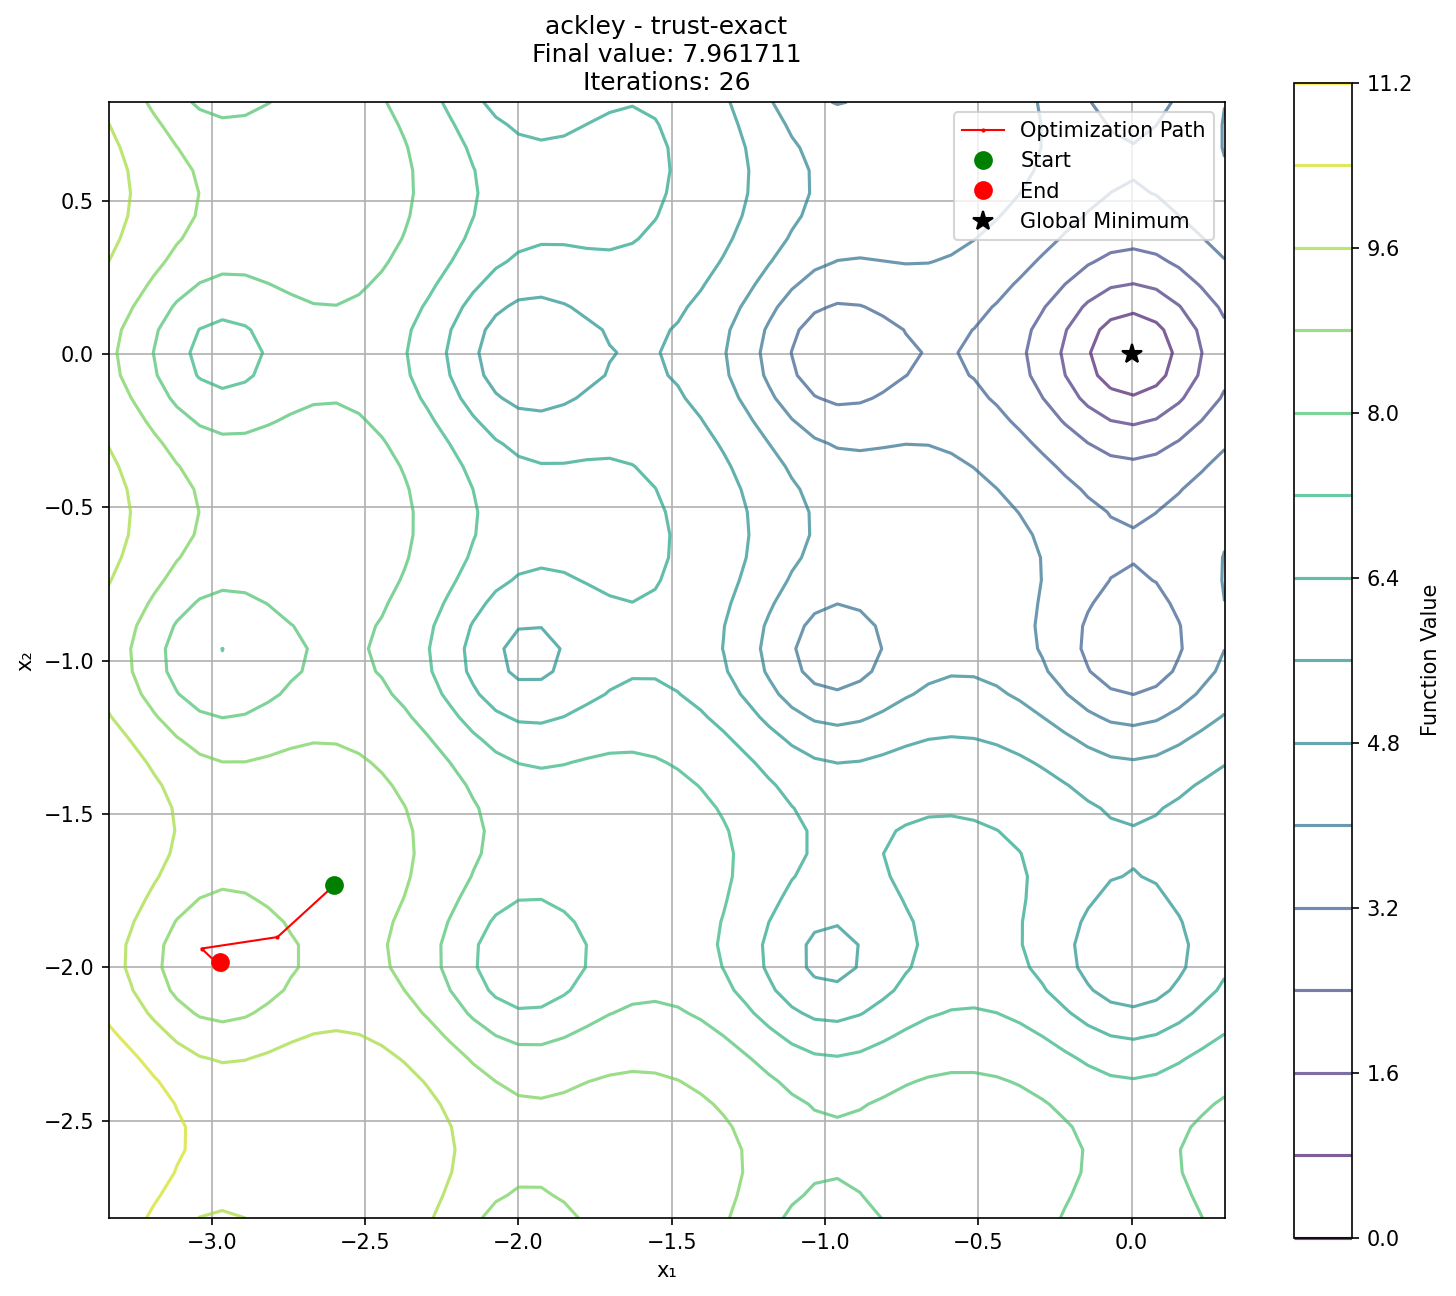 ackley - trust-exact
Final value: 7.961711
Iterations: 26
Optimization Path
Start
End
Global Minimum
0.5
0.0
−0.5
−1.0
−1.5
−2.0
−2.5
x₂
−3.0
−2.5
−2.0
−1.5
−1.0
−0.5
0.0
x₁
11.2
9.6
8.0
6.4
4.8
3.2
1.6
0.0
Function Value